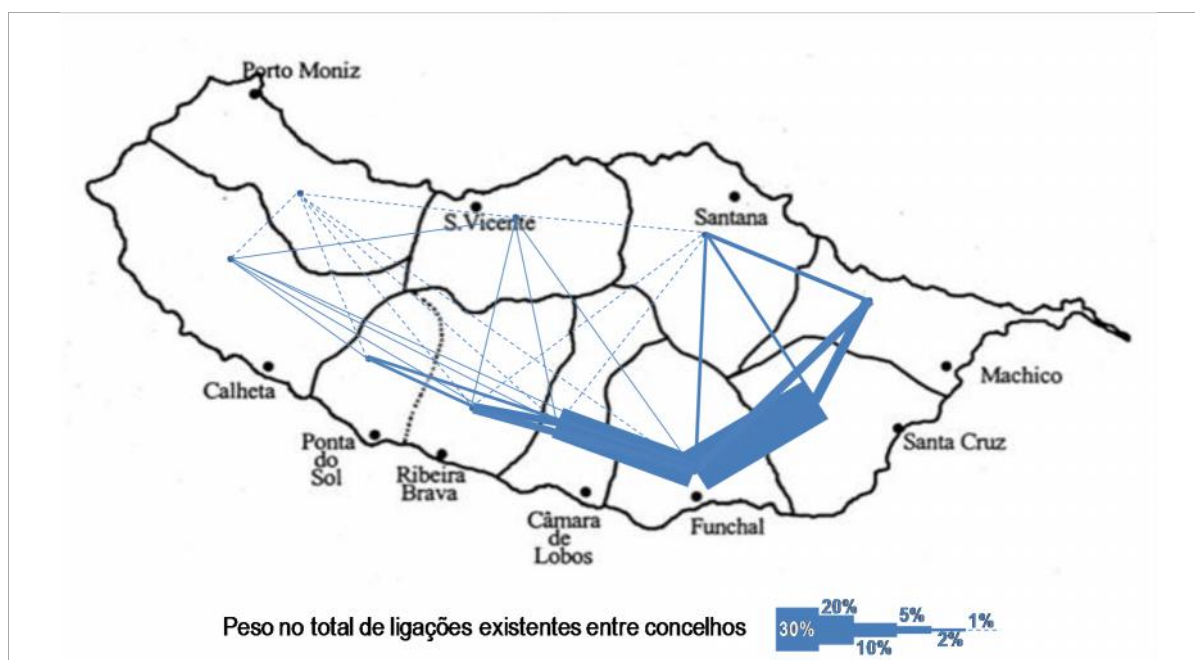 Porto Moniz
S.Vicente
Santana
Calheta
Machico
Ponta
do
Sol
Ribeira
Brava
Santa Cruz
Câmara
de
Lobos
Funchal
Peso no total de ligações existentes entre concelhos
30%
20%
10%
5%
2%
1%